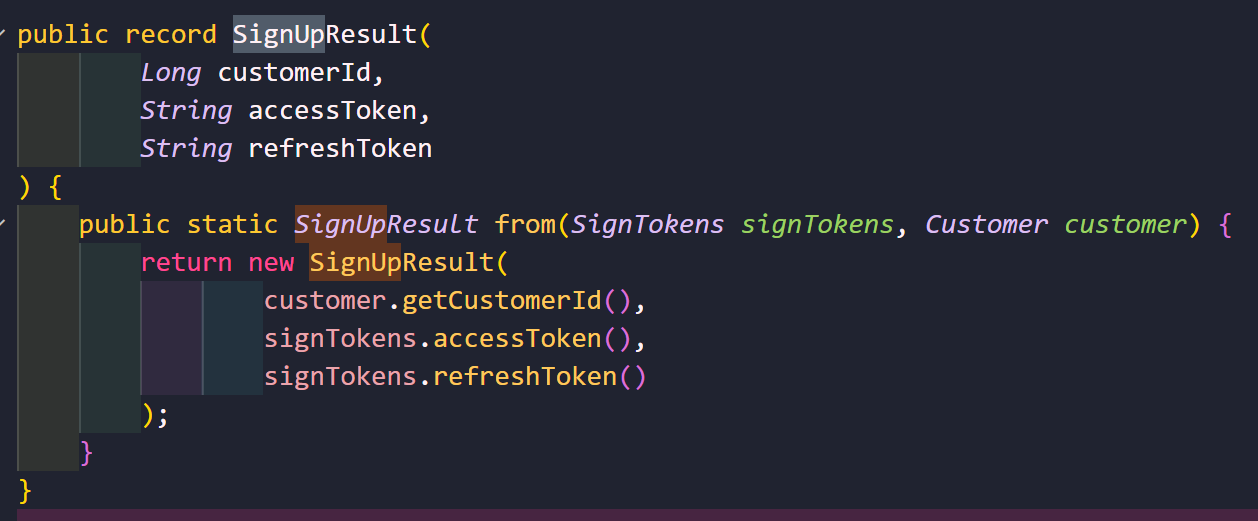 public record SignUpResult(
        Long customerId,
        String accessToken,
        String refreshToken
) {
    public static SignUpResult from(SignTokens signTokens, Customer customer) {
        return new SignUpResult(
                customer.getCustomerId(),
                signTokens.accessToken(),
                signTokens.refreshToken()
        );
    }
}